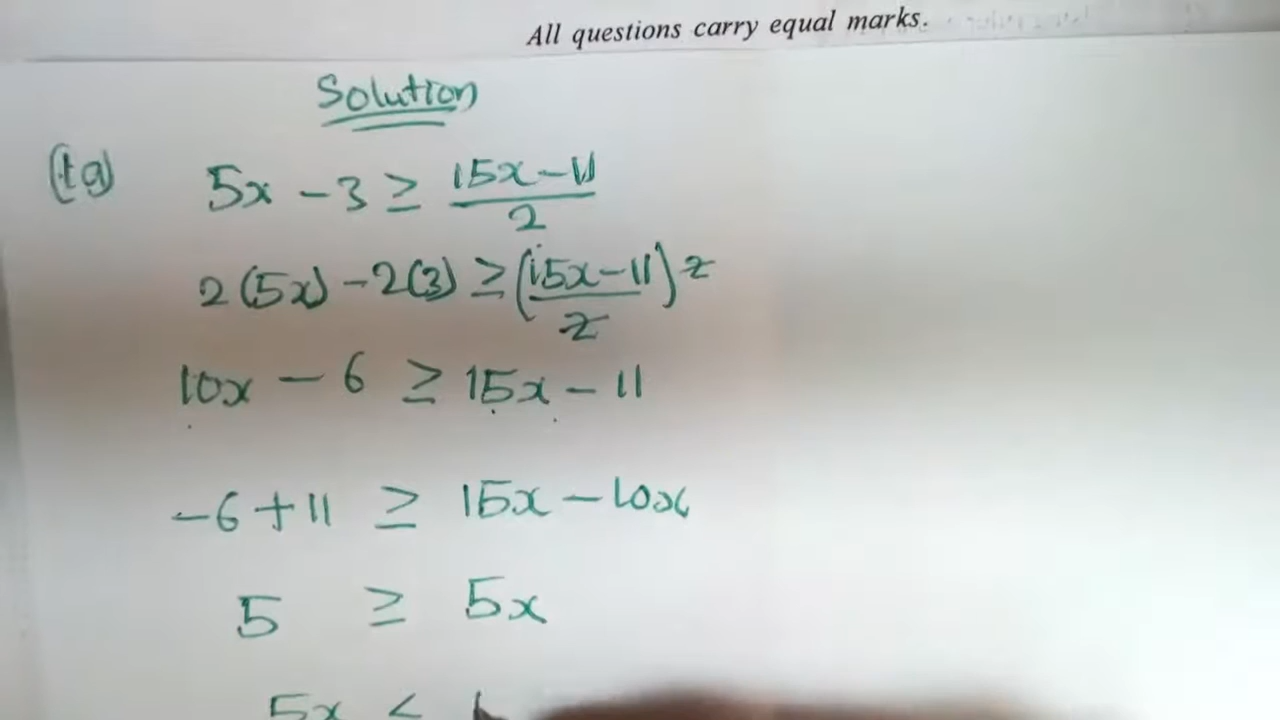 All questions carry equal marks.
Solution
(1a) 5x - 3 ≥ (15x - 11)/2
2(5x) - 2(3) ≥ ((15x - 11)/2) 2
10x - 6 ≥ 15x - 11
-6 + 11 ≥ 15x - 10x
5 ≥ 5x
5x <